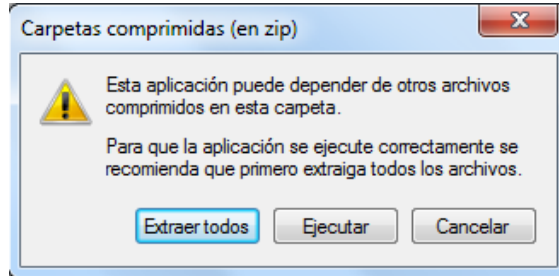 Carpetas comprimidas (en zip)
Esta aplicación puede depender de otros archivos
comprimidos en esta carpeta.
Para que la aplicación se ejecute correctamente se
recomienda que primero extraiga todos los archivos.
Extraer todos
Ejecutar
Cancelar